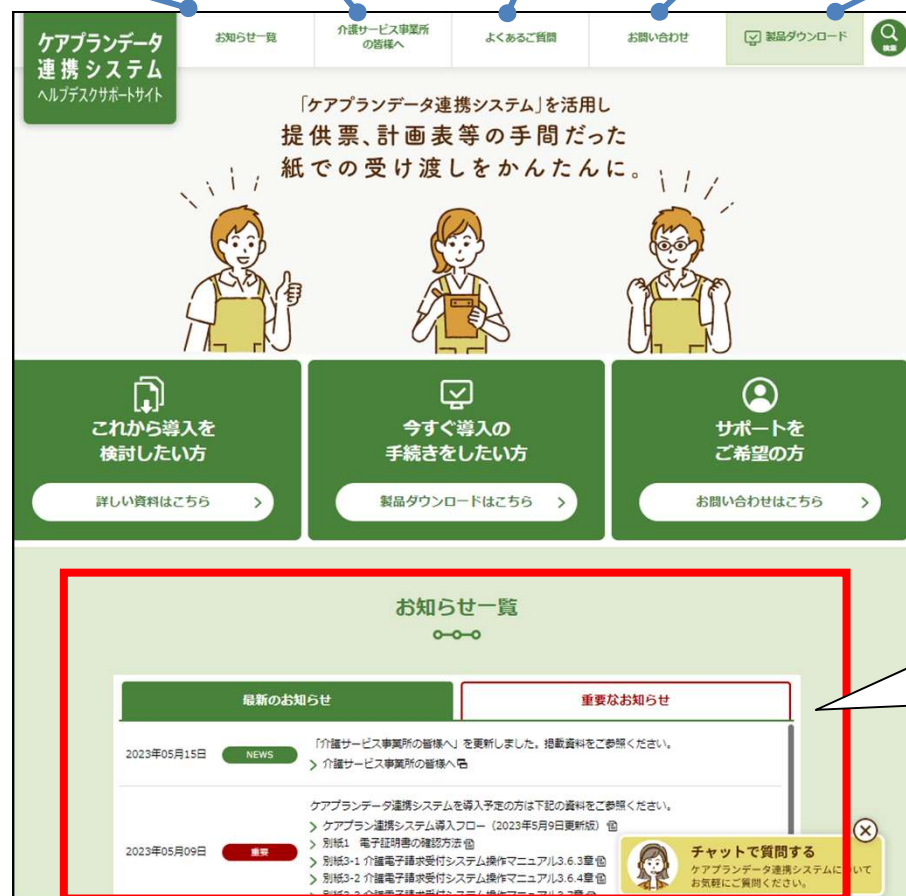 ケアプランデータ
連携システム
ヘルプデスクサポートサイト
お知らせ一覧
介護サービス事業所
の皆様へ
よくあるご質問
お問い合わせ
製品ダウンロード
検索
「ケアプランデータ連携システム」を活用し
提供票、計画表等の手間だった
紙での受け渡しをかんたんに。
これから導入を
検討したい方
詳しい資料はこちら
今すぐ導入の
手続きをしたい方
製品ダウンロードはこちら
サポートを
ご希望の方
お問い合わせはこちら
お知らせ一覧
最新のお知らせ
重要なお知らせ
2023年05月15日
NEWS
「介護サービス事業所の皆様へ」を更新しました。掲載資料をご参照ください。
介護サービス事業所の皆様へ
2023年05月09日
重要
ケアプランデータ連携システムを導入予定の方は下記の資料をご参照ください。
ケアプラン連携システム導入フロー（2023年5月9日更新版）
別紙1 電子証明書の確認方法
別紙3-1 介護電子請求受付システム操作マニュアル3.6.3章
別紙3-2 介護電子請求受付システム操作マニュアル3.6.4章
チャットで質問する
ケアプランデータ連携システムについて
お気軽にご質問ください。